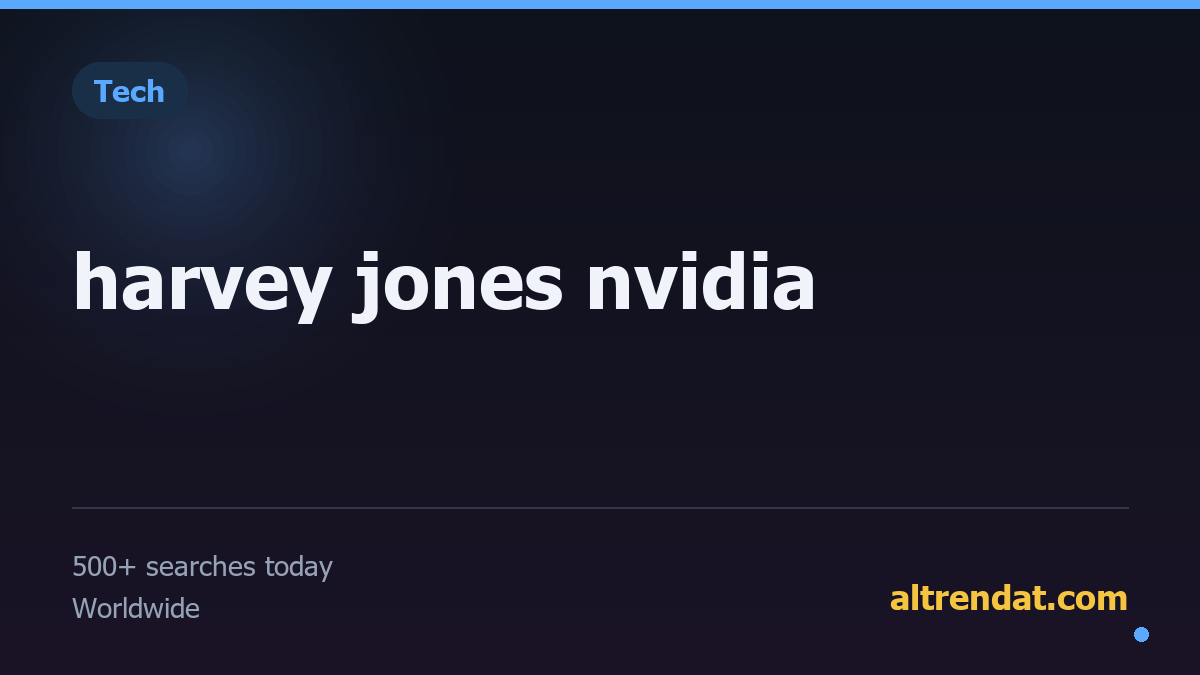 Tech
harvey jones nvidia
500+ searches today
Worldwide
altrendat.com